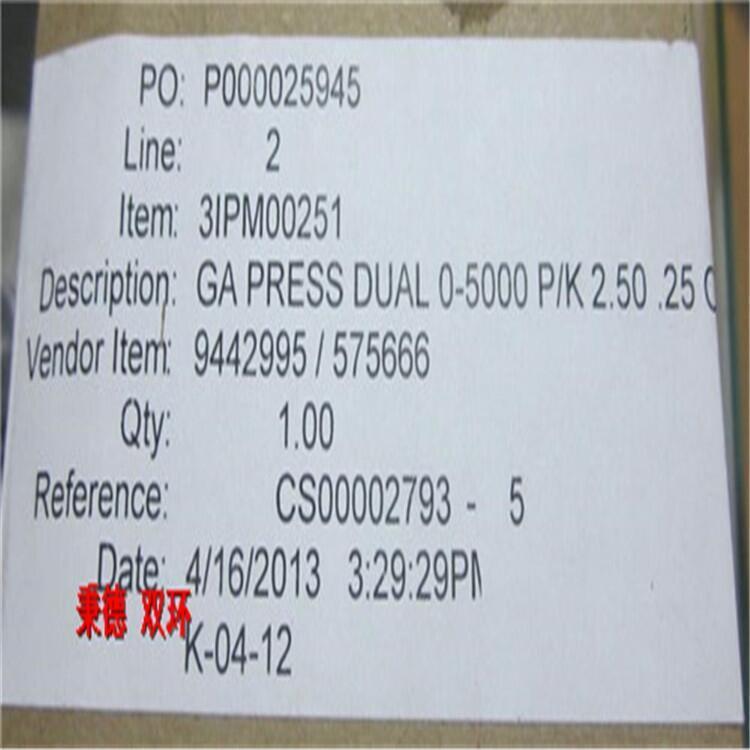 PO: P000025945
Line: 2
Item: 3IPM00251
Description: GA PRESS DUAL 0-5000 P/K 2.50 .25
Vendor Item: 9442995 / 575666
Qty: 1.00
Reference: CS00002793 - 5
Date: 4/16/2013 3:29:29PM
秉德 双环
K-04-12